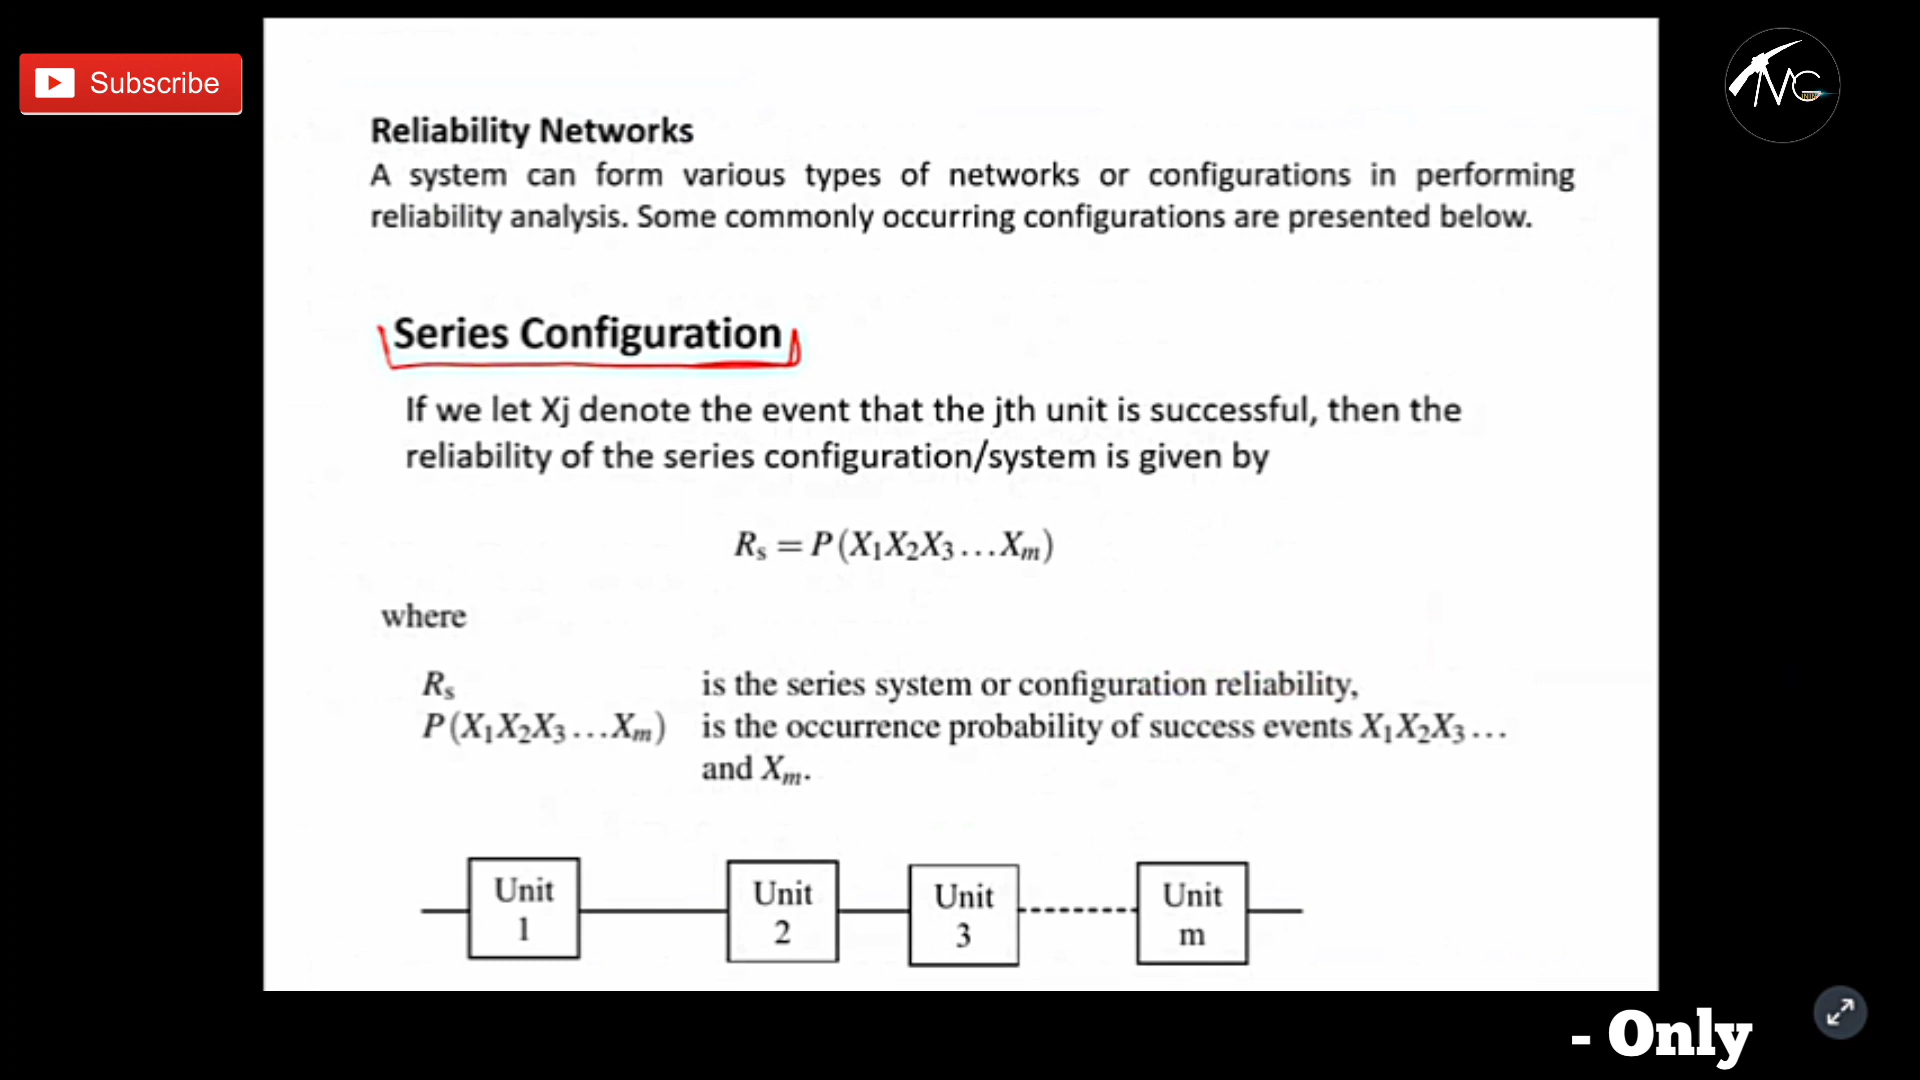 Subscribe
Reliability Networks
A system can form various types of networks or configurations in performing
reliability analysis. Some commonly occurring configurations are presented below.
Series Configuration
If we let Xj denote the event that the jth unit is successful, then the
reliability of the series configuration/system is given by
Rₛ = P(X₁X₂X₃...Xₘ)
where
Rₛ is the series system or configuration reliability,
P(X₁X₂X₃...Xₘ) is the occurrence probability of success events X₁X₂X₃...
and Xₘ.
Unit 1
Unit 2
Unit 3
Unit m
- Only